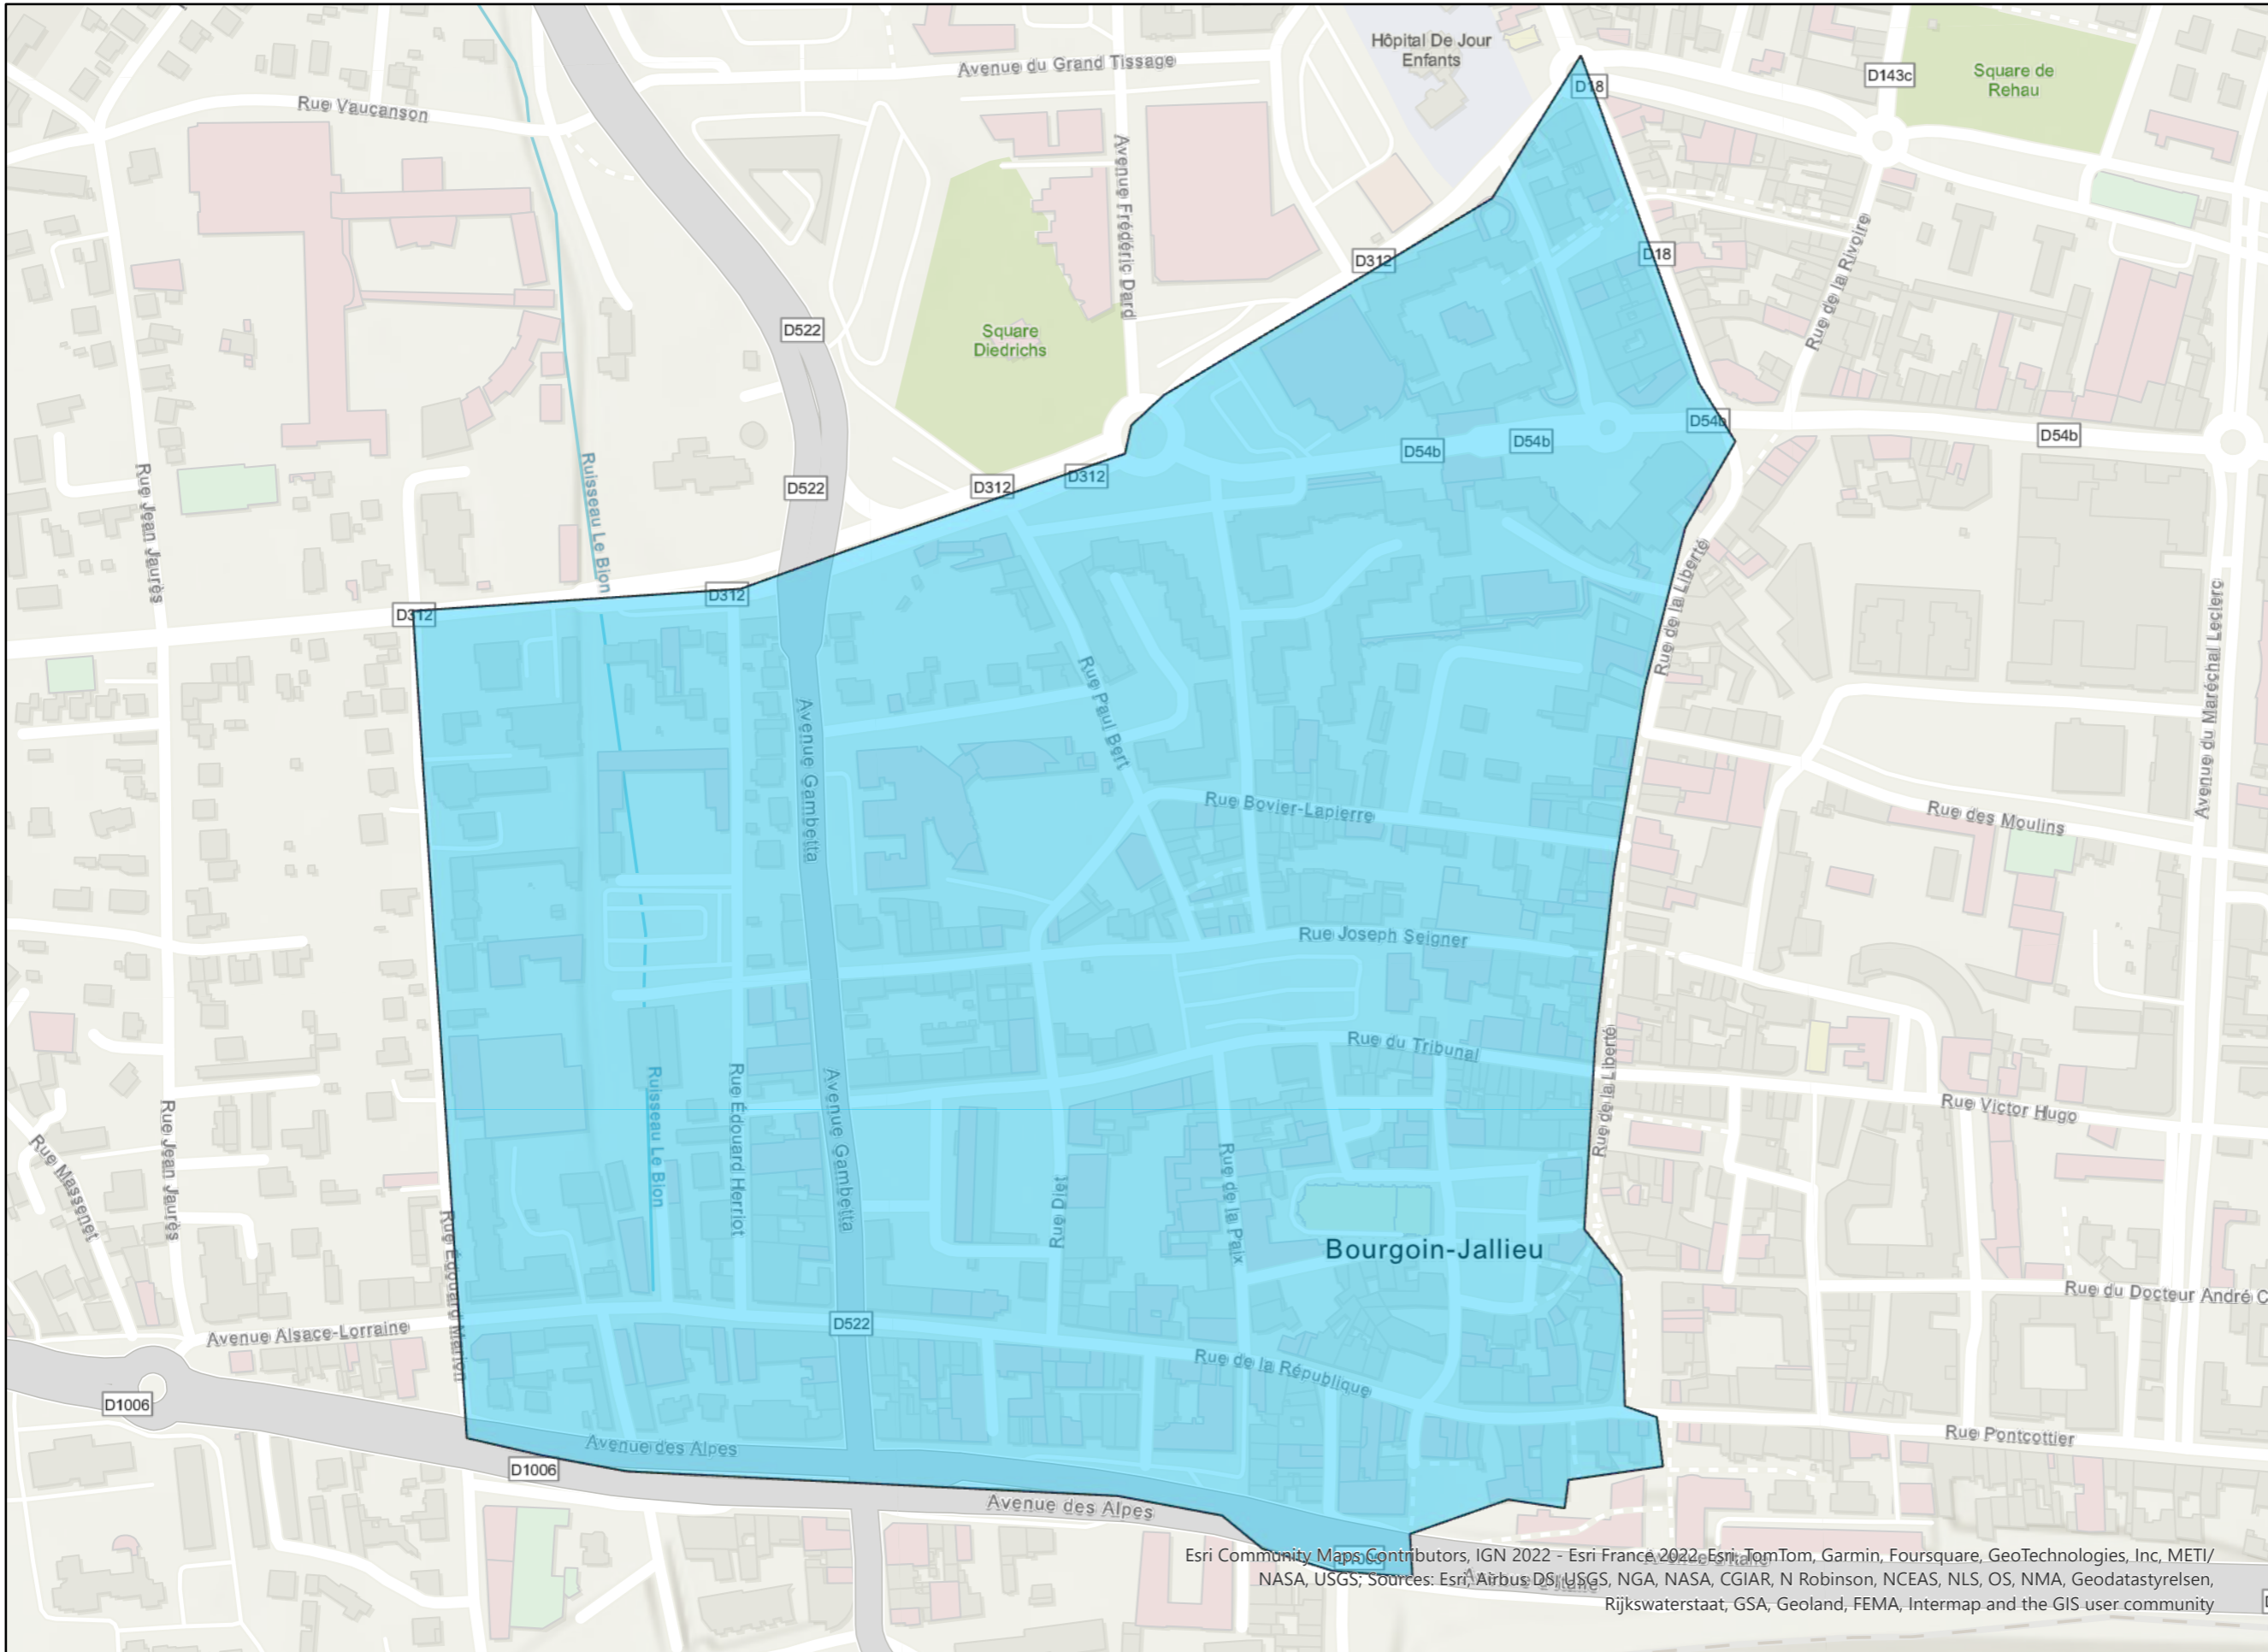 Hôpital De Jour
Enfants
Avenue du Grand Tissage
D18
D143c
Square de
Rehau
Rue Vaucanson
Avenue Frédéric Dard
D312
D18
Rue de la Rivoire
D522
Square
Diedrichs
D54b
D54b
D54b
D54b
Rue Jean Jaurès
Ruisseau Le Bion
D522
D312
D312
D312
D312
Rue de la Liberté
Avenue du Maréchal Leclerc
Avenue Gambetta
Rue Paul Bert
Rue Bovier-Lapierre
Rue des Moulins
Rue Joseph Seigner
Rue du Tribunal
Rue de la Liberté
Rue Victor Hugo
Rue Massenet
Rue Jean Jaurès
Ruisseau Le Bion
Rue Édouard Herriot
Avenue Gambetta
Rue Diet
Rue de la Paix
Bourgoin-Jallieu
Rue Édouard Marion
Rue du Docteur André C
Avenue Alsace-Lorraine
D522
Rue de la République
D1006
Avenue des Alpes
Rue Pontcottier
D1006
Avenue des Alpes
Esri Community Maps Contributors, IGN 2022 - Esri France 2022, Esri, TomTom, Garmin, Foursquare, GeoTechnologies, Inc, METI/
NASA, USGS; Sources: Esri, Airbus DS, USGS, NGA, NASA, CGIAR, N Robinson, NCEAS, NLS, OS, NMA, Geodatastyrelsen,
Rijkswaterstaat, GSA, Geoland, FEMA, Intermap and the GIS user community